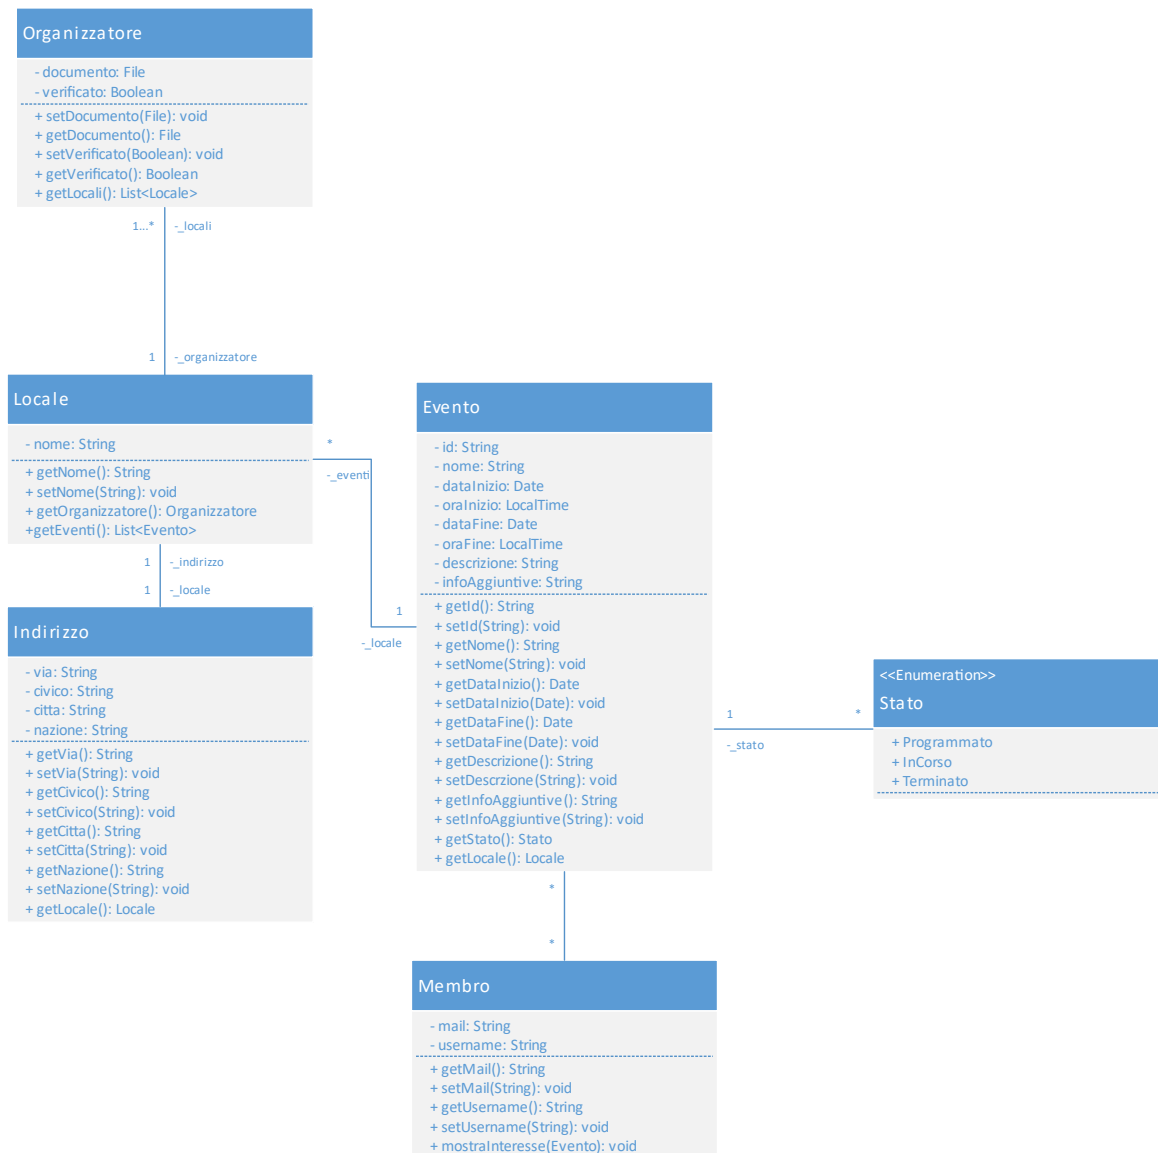 Organizzatore
- documento: File
- verificato: Boolean
+ setDocumento(File): void
+ getDocumento(): File
+ setVerificato(Boolean): void
+ getVerificato(): Boolean
+ getLocali(): List<Locale>
1...*
-_locali
1
-_organizzatore
Locale
- nome: String
+ getNome(): String
+ setNome(String): void
+ getOrganizzatore(): Organizzatore
+getEventi(): List<Evento>
*
-_eventi
1
-_indirizzo
1
-_locale
Indirizzo
- via: String
- civico: String
- citta: String
- nazione: String
+ getVia(): String
+ setVia(String): void
+ getCivico(): String
+ setCivico(String): void
+ getCitta(): String
+ setCitta(String): void
+ getNazione(): String
+ setNazione(String): void
+ getLocale(): Locale
1
-_locale
Evento
- id: String
- nome: String
- dataInizio: Date
- oraInizio: LocalTime
- dataFine: Date
- oraFine: LocalTime
- descrizione: String
- infoAggiuntive: String
+ getId(): String
+ setId(String): void
+ getNome(): String
+ setNome(String): void
+ getDataInizio(): Date
+ setDataInizio(Date): void
+ getDataFine(): Date
+ setDataFine(Date): void
+ getDescrizione(): String
+ setDescrzione(String): void
+ getInfoAggiuntive(): String
+ setInfoAggiuntive(String): void
+ getStato(): Stato
+ getLocale(): Locale
1
*
-_stato
<<Enumeration>>
Stato
+ Programmato
+ InCorso
+ Terminato
*
*
Membro
- mail: String
- username: String
+ getMail(): String
+ setMail(String): void
+ getUsername(): String
+ setUsername(String): void
+ mostraInteresse(Evento): void